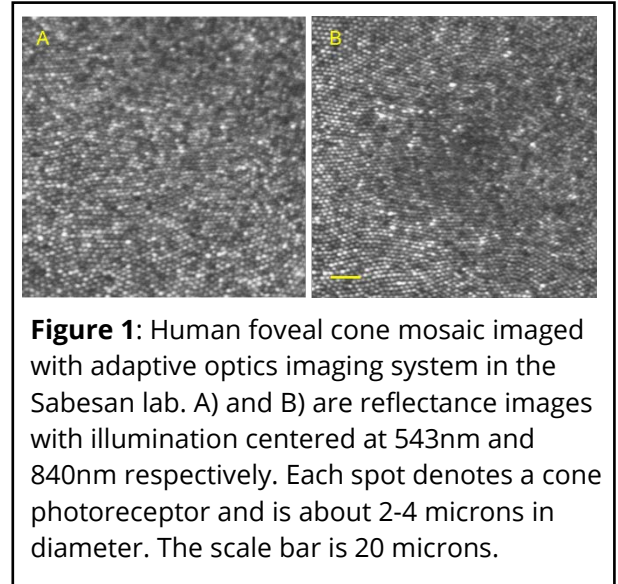 A B
Figure 1: Human foveal cone mosaic imaged
with adaptive optics imaging system in the
Sabesan lab. A) and B) are reflectance images
with illumination centered at 543nm and
840nm respectively. Each spot denotes a cone
photoreceptor and is about 2-4 microns in
diameter. The scale bar is 20 microns.